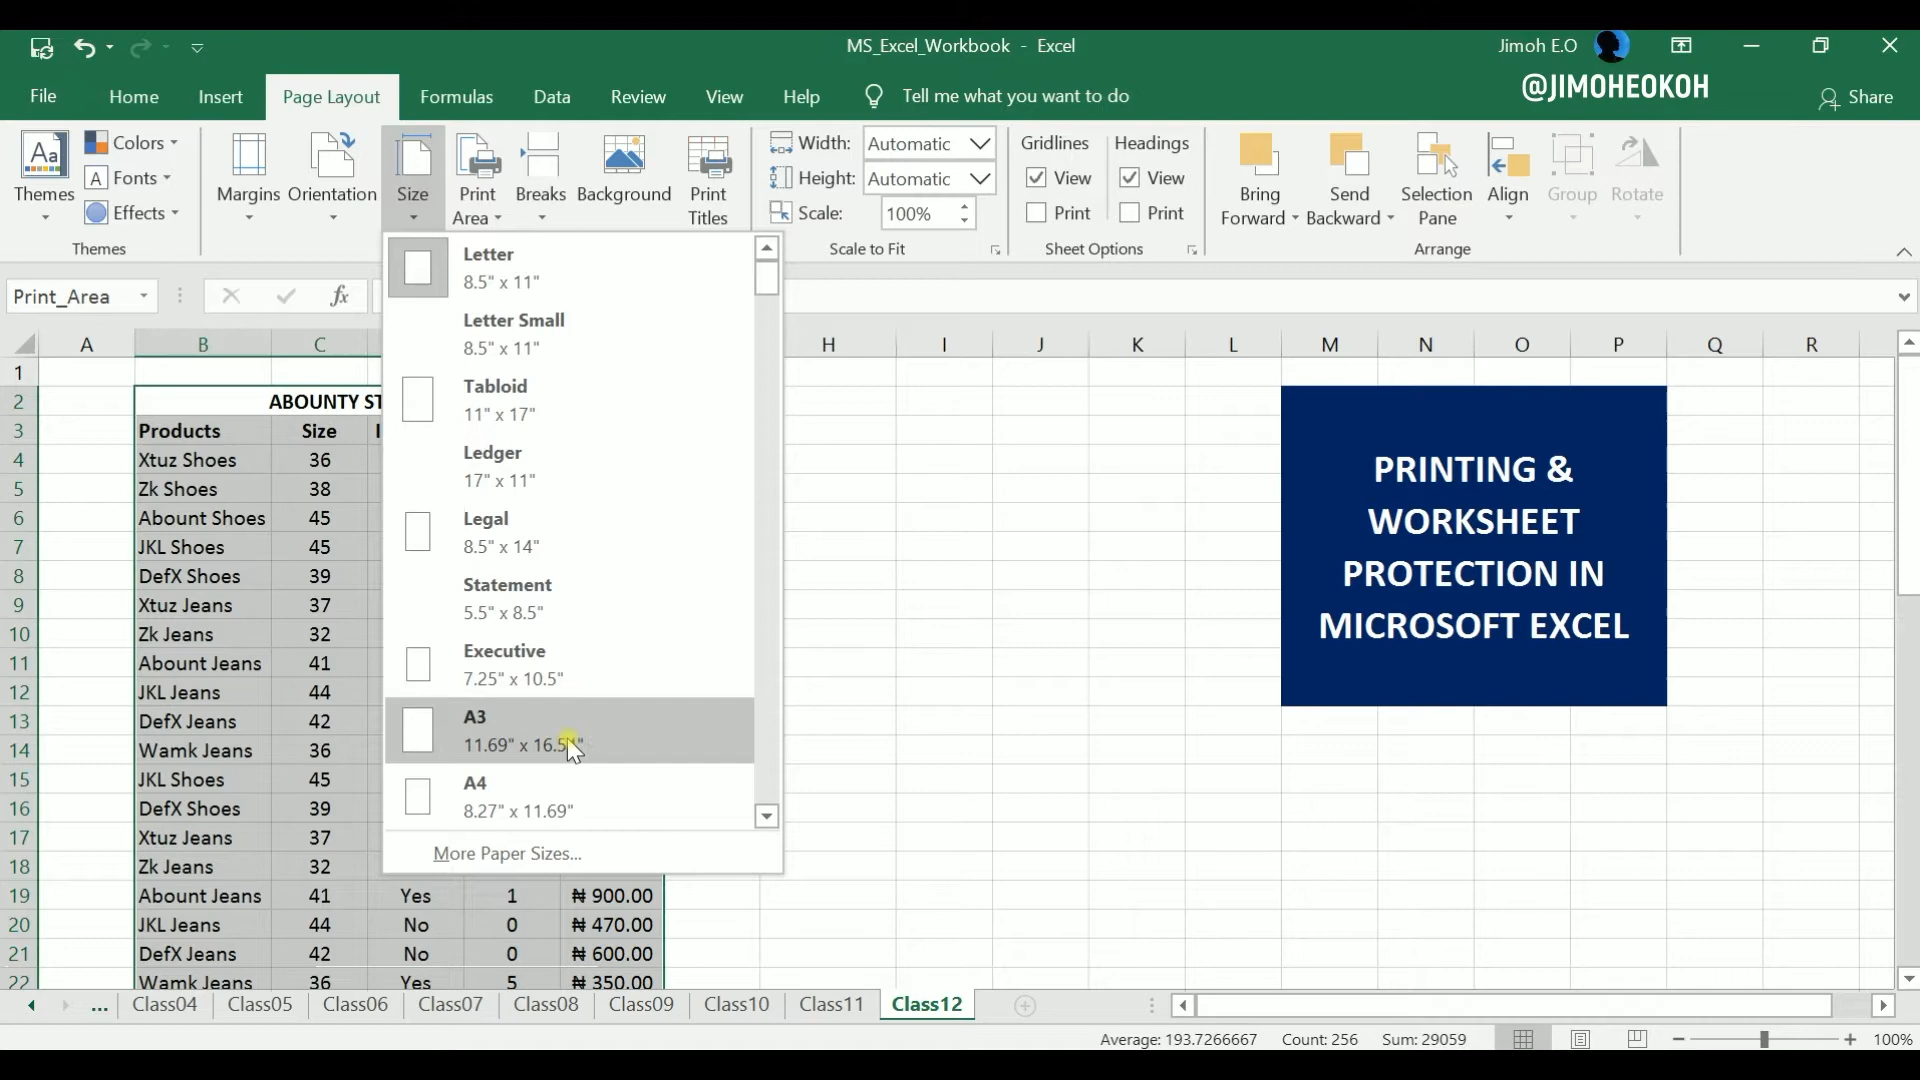 MS_Excel_Workbook - Excel
Jimoh E.O
@JIMOHEOKOH
File Home Insert Page Layout Formulas Data Review View Help Tell me what you want to do Share
Aa
Themes
Colors
A Fonts
Effects
Themes
Margins
Orientation
Size
Print Area
Breaks
Background
Print Titles
Width: Automatic
Height: Automatic
Scale: 100%
Scale to Fit
Gridlines
View
Print
Headings
View
Print
Sheet Options
Bring Forward
Send Backward
Selection Pane
Align
Group
Rotate
Arrange
Print_Area
fx
Letter
8.5" x 11"
Letter Small
8.5" x 11"
Tabloid
11" x 17"
Ledger
17" x 11"
Legal
8.5" x 14"
Statement
5.5" x 8.5"
Executive
7.25" x 10.5"
A3
A4
8.27" x 11.69"
More Paper Sizes...
A B C H I J K L M N O P Q R
1
2 ABOUNTY
3 Products Size
4 Xtuz Shoes 36
5 Zk Shoes 38
6 Abount Shoes 45
7 JKL Shoes 45
8 DefX Shoes 39
9 Xtuz Jeans 37
10 Zk Jeans 32
11 Abount Jeans 41
12 JKL Jeans 44
13 DefX Jeans 42
14 Wamk Jeans 36
15 JKL Shoes 45
16 DefX Shoes 39
17 Xtuz Jeans 37
18 Zk Jeans 32
19 Abount Jeans 41 Yes 1 ₦ 900.00
20 JKL Jeans 44 No 0 ₦ 470.00
21 DefX Jeans 42 No 0 ₦ 600.00
22 Wamk Jeans 36 Yes 5 ₦ 350.00
PRINTING &
WORKSHEET
PROTECTION IN
MICROSOFT EXCEL
... Class04 Class05 Class06 Class07 Class08 Class09 Class10 Class11 Class12
Average: 193.7266667 Count: 256 Sum: 29059 100%